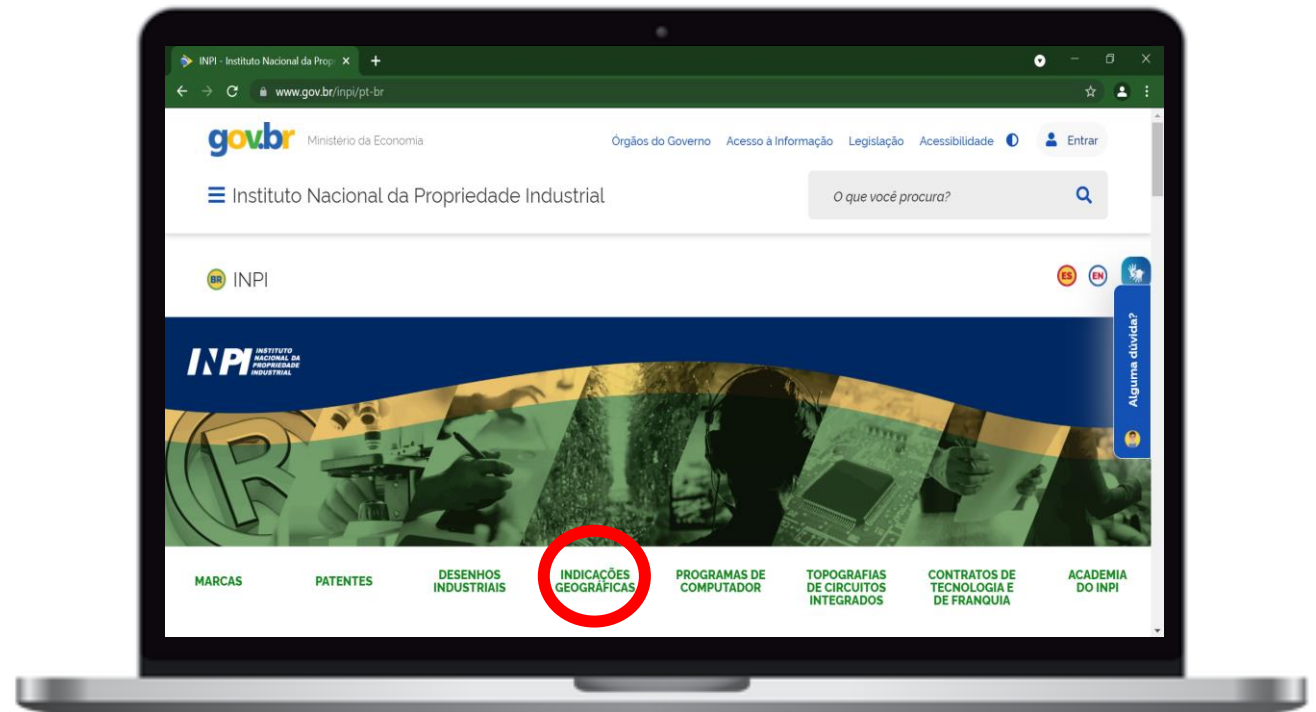 INPI - Instituto Nacional da Prop
www.gov.br/inpi/pt-br
gov.br Ministério da Economia Órgãos do Governo Acesso à Informação Legislação Acessibilidade Entrar
Instituto Nacional da Propriedade Industrial O que você procura?
BR INPI ES EN
Alguma dúvida?
INPI INSTITUTO
NACIONAL DA
PROPRIEDADE
INDUSTRIAL
R
MARCAS
PATENTES
DESENHOS
INDUSTRIAIS
INDICAÇÕES
GEOGRÁFICAS
PROGRAMAS DE
COMPUTADOR
TOPOGRAFIAS
DE CIRCUITOS
INTEGRADOS
CONTRATOS DE
TECNOLOGIA E
DE FRANQUIA
ACADEMIA
DO INPI